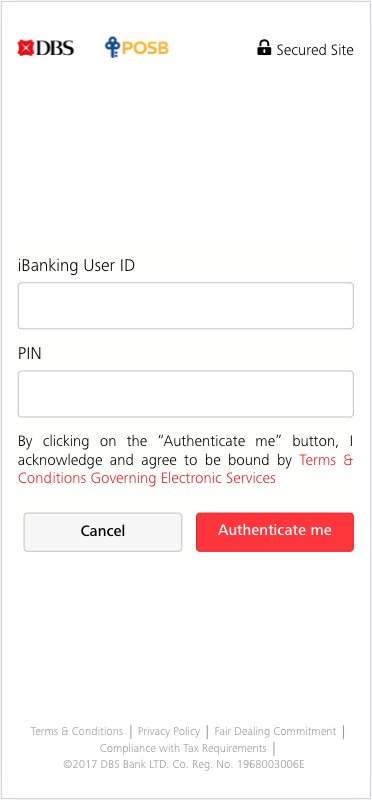 DBS POSB Secured Site
iBanking User ID
PIN
By clicking on the “Authenticate me” button, I
acknowledge and agree to be bound by Terms &
Conditions Governing Electronic Services
Cancel Authenticate me
Terms & Conditions | Privacy Policy | Fair Dealing Commitment |
Compliance with Tax Requirements |
©2017 DBS Bank LTD. Co. Reg. No. 1968003006E